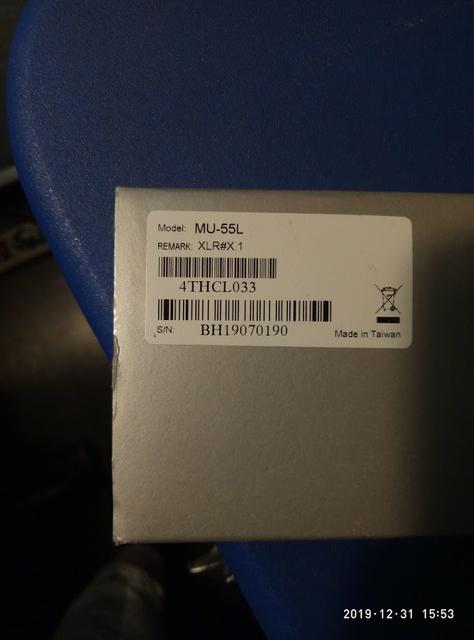 Model: MU-55L
REMARK: XLR#X.1
4THCL033
S/N: BH19070190
Made in Taiwan
2019·12·31 15:53